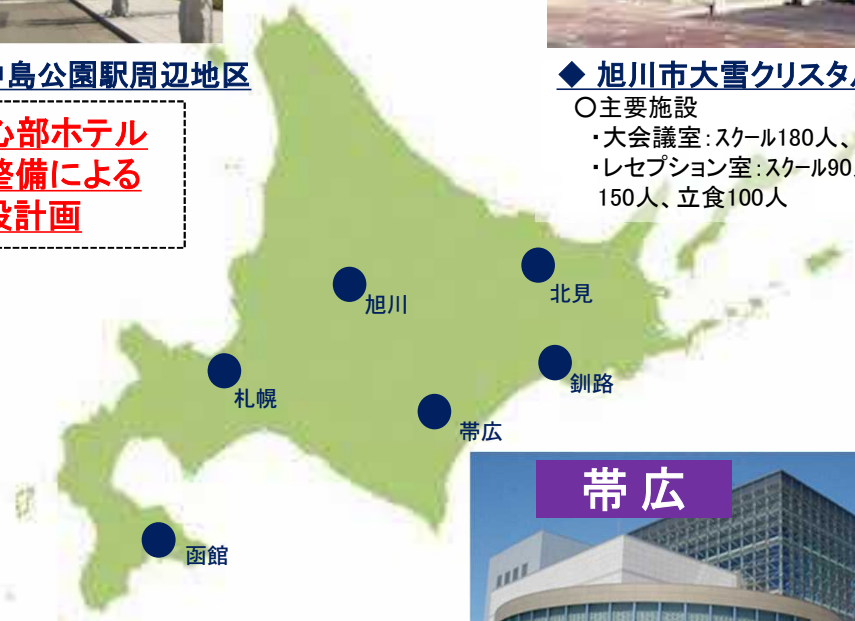 島公園駅周辺地区
心部ホテル
整備による
設計画
◆ 旭川市大雪クリスタル
〇主要施設
・大会議室：スクール180人、
・レセプション室：スクール90人
150人、立食100人
旭川
北見
札幌
釧路
帯広
函館
帯広